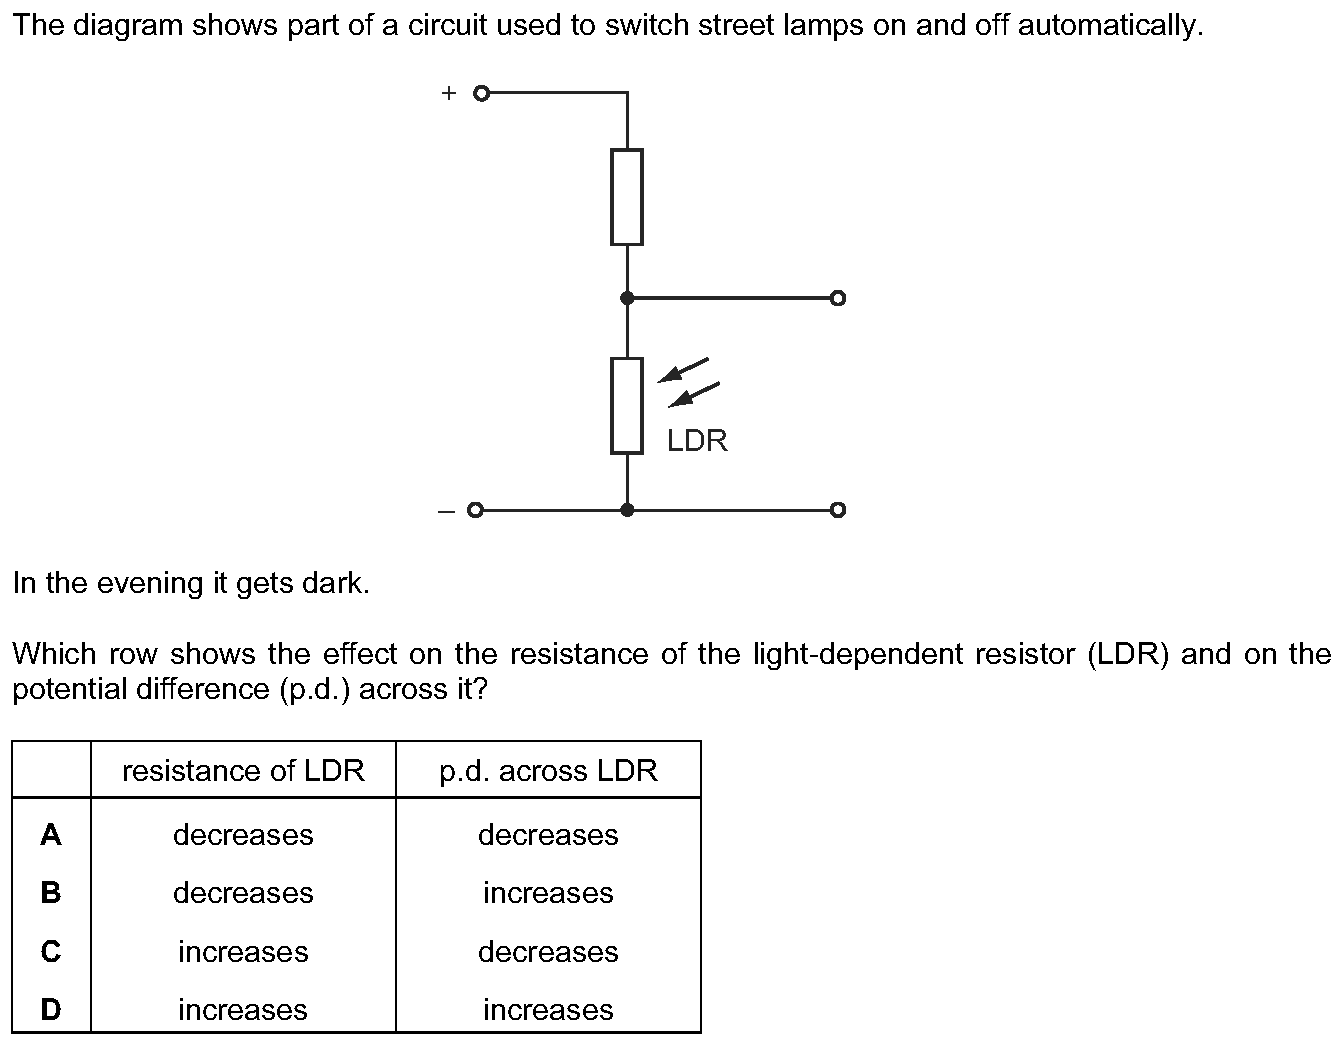 The diagram shows part of a circuit used to switch street lamps on and off automatically.
+
LDR
–
In the evening it gets dark.
Which row shows the effect on the resistance of the light-dependent resistor (LDR) and on the
potential difference (p.d.) across it?
resistance of LDR p.d. across LDR
A decreases decreases
B decreases increases
C increases decreases
D increases increases